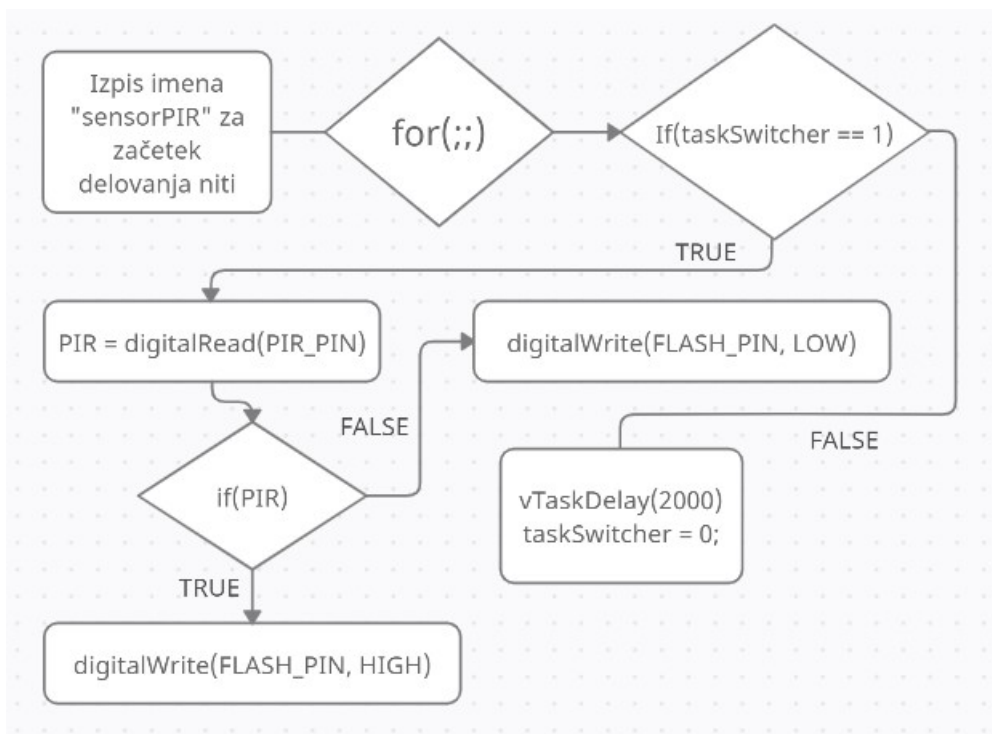 Izpis imena
"sensorPIR" za
začetek
delovanja niti
for(;;)
If(taskSwitcher == 1)
TRUE
PIR = digitalRead(PIR_PIN)
digitalWrite(FLASH_PIN, LOW)
FALSE
FALSE
if(PIR)
vTaskDelay(2000)
taskSwitcher = 0;
TRUE
digitalWrite(FLASH_PIN, HIGH)